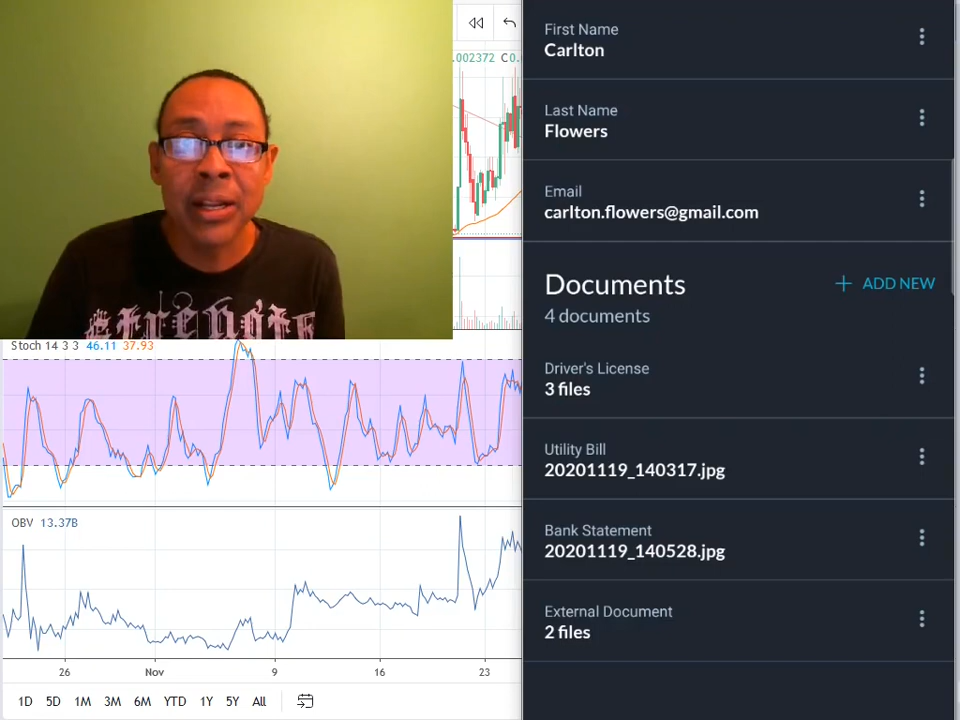 .002372 C0.
First Name
Carlton
Last Name
Flowers
Email
carlton.flowers@gmail.com
Documents
+ ADD NEW
4 documents
Driver's License
3 files
Utility Bill
20201119_140317.jpg
Bank Statement
20201119_140528.jpg
External Document
2 files
Stoch 14 3 3 46.11 37.93
OBV 13.37B
26 Nov 9 16 23
1D 5D 1M 3M 6M YTD 1Y 5Y All